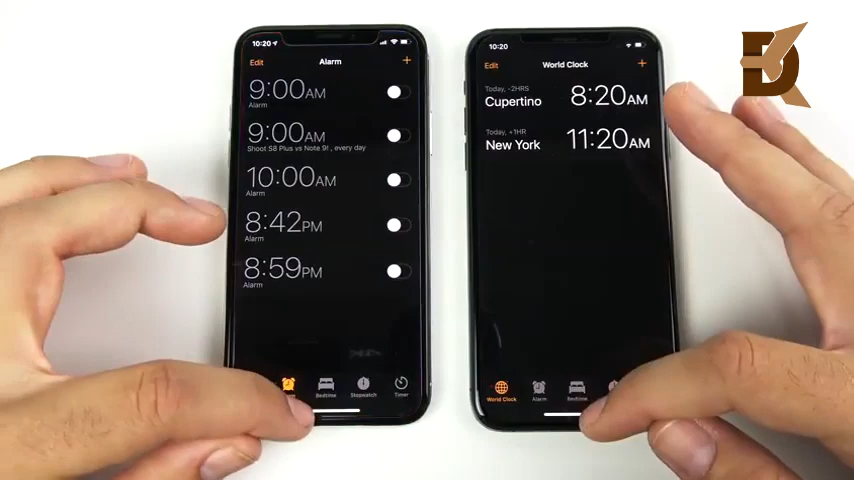 10:20
Edit
Alarm
+
9:00AM
Alarm
9:00AM
Shoot S8 Plus vs Note 9! , every day
10:00AM
Alarm
8:42PM
Alarm
8:59PM
Alarm
Bedtime
Stopwatch
Timer
10:20
Edit
World Clock
+
Today, -2HRS
Cupertino
8:20AM
Today, +1HR
New York
11:20AM
World Clock
Alarm
Bedtime
DK